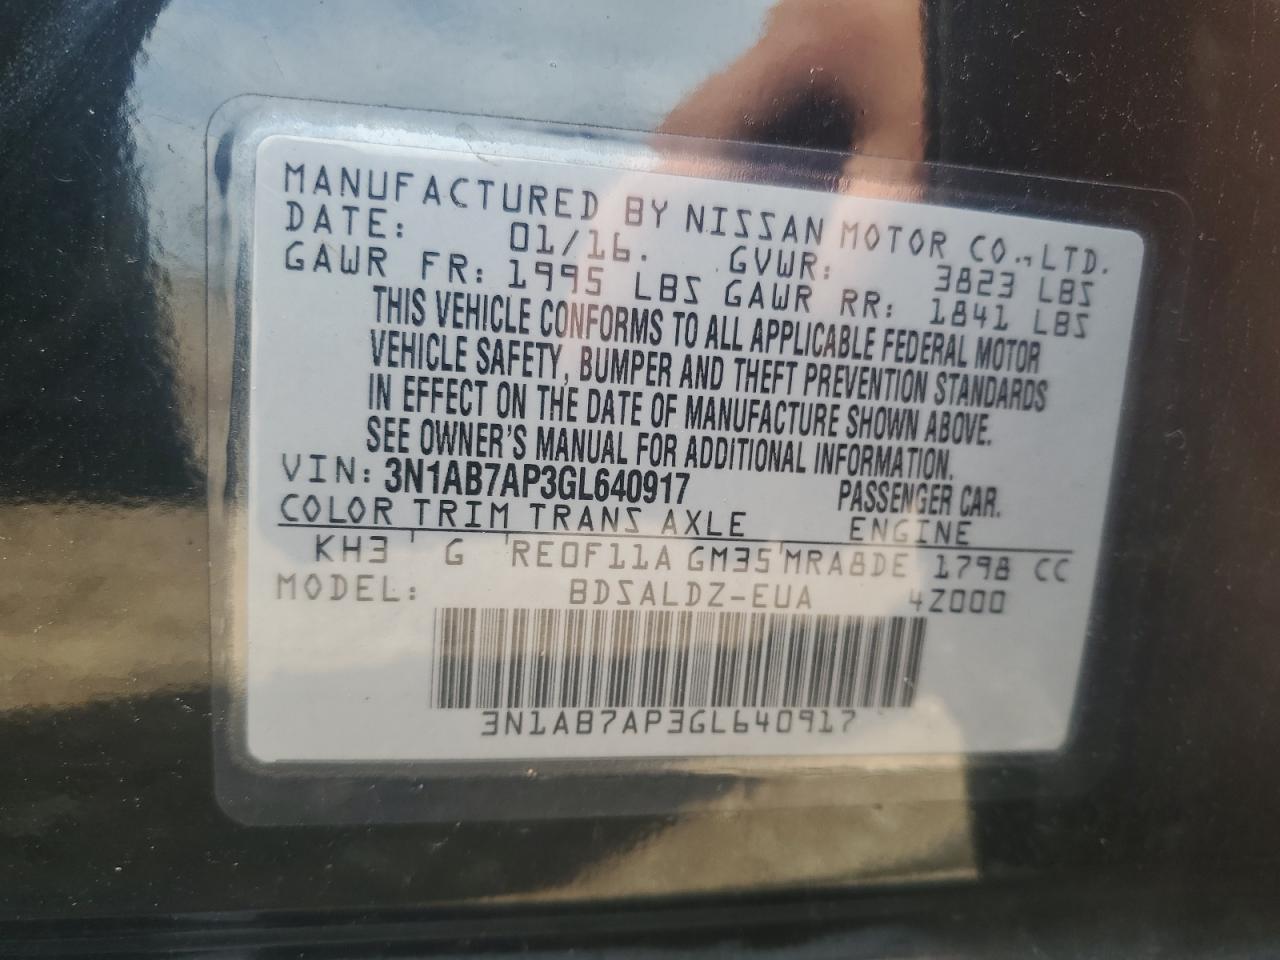 MANUFACTURED BY NISSAN MOTOR CO.,LTD.
DATE: 01/16. GVWR: 3823 LBS
GAWR FR: 1995 LBS GAWR RR: 1841 LBS
THIS VEHICLE CONFORMS TO ALL APPLICABLE FEDERAL MOTOR
VEHICLE SAFETY, BUMPER AND THEFT PREVENTION STANDARDS
IN EFFECT ON THE DATE OF MANUFACTURE SHOWN ABOVE.
SEE OWNER'S MANUAL FOR ADDITIONAL INFORMATION.
VIN: 3N1AB7AP3GL640917 PASSENGER CAR.
COLOR TRIM TRANS AXLE ENGINE
KH3 G RE0F11A GM35 MRA8DE 1798 CC
MODEL: BDSALDZ-EUA 4Z000
3N1AB7AP3GL640917